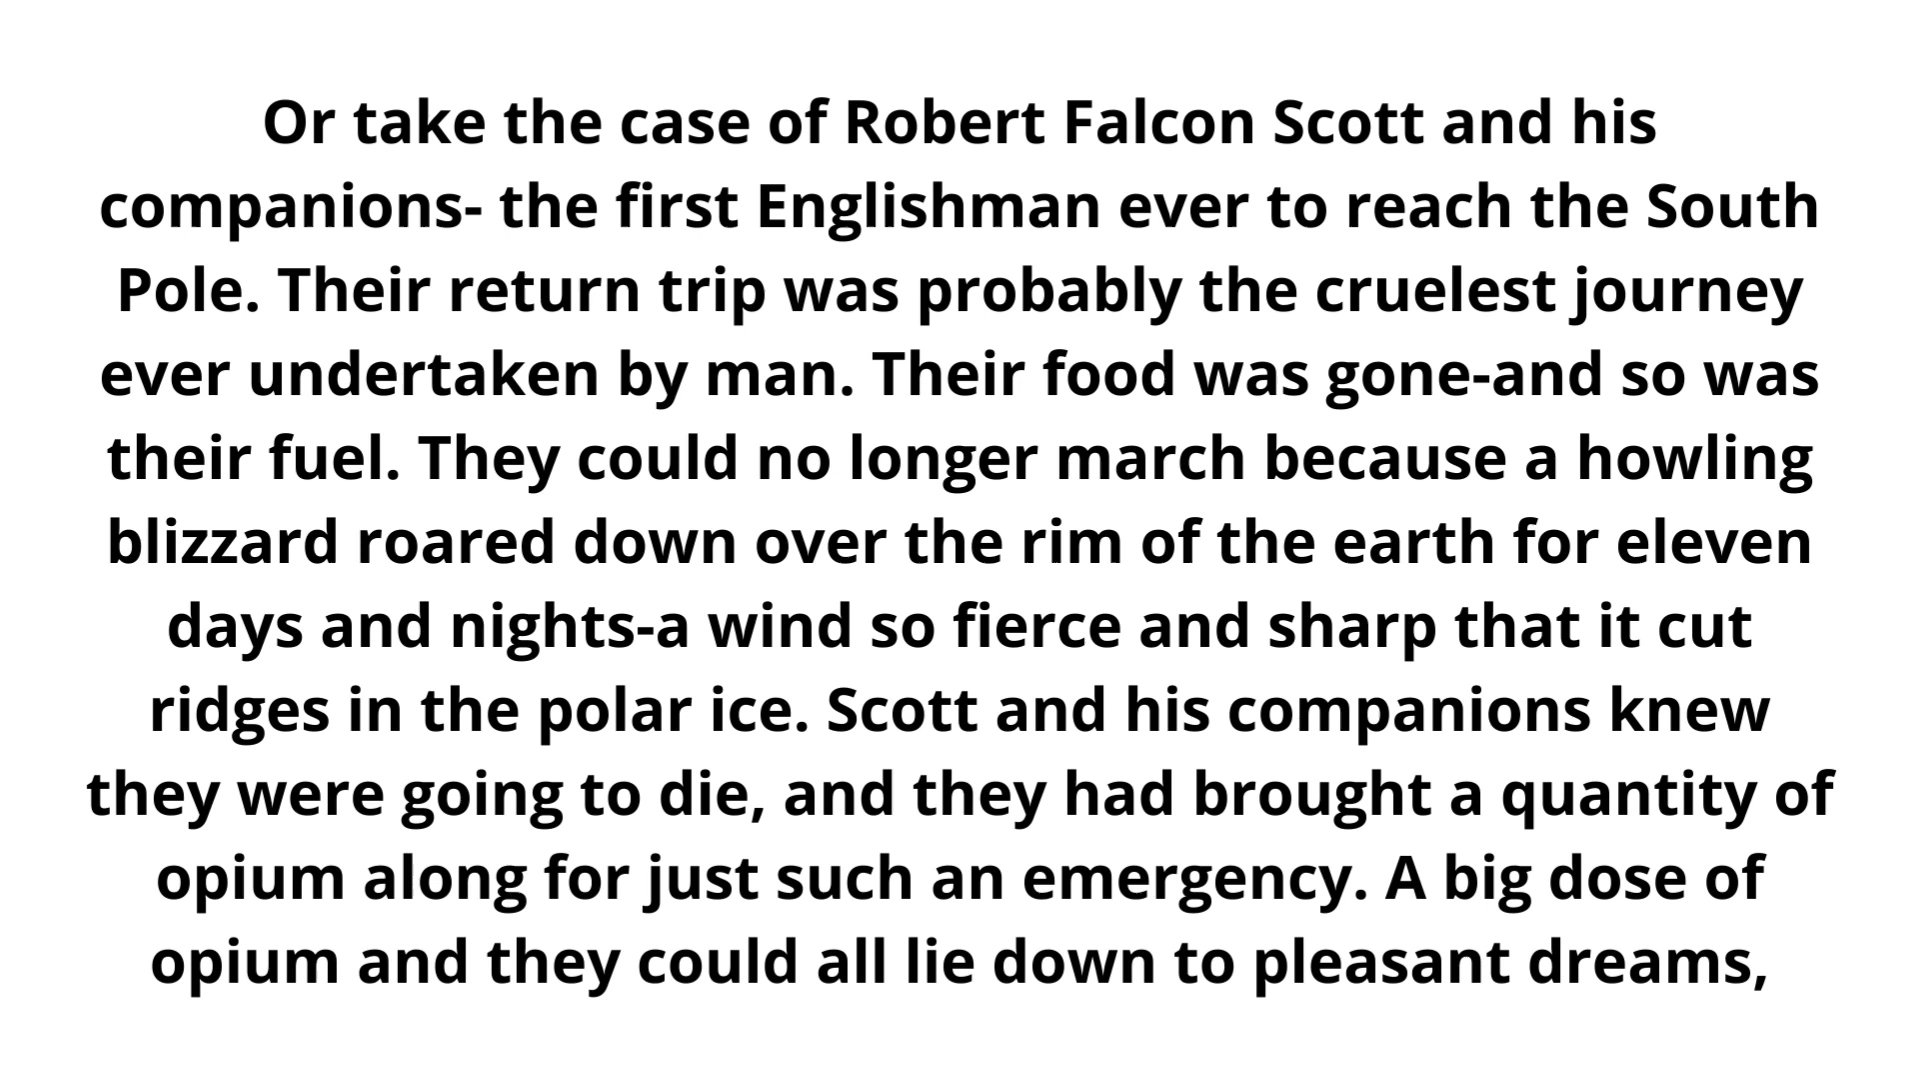 Or take the case of Robert Falcon Scott and his
companions- the first Englishman ever to reach the South
Pole. Their return trip was probably the cruelest journey
ever undertaken by man. Their food was gone-and so was
their fuel. They could no longer march because a howling
blizzard roared down over the rim of the earth for eleven
days and nights-a wind so fierce and sharp that it cut
ridges in the polar ice. Scott and his companions knew
they were going to die, and they had brought a quantity of
opium along for just such an emergency. A big dose of
opium and they could all lie down to pleasant dreams,